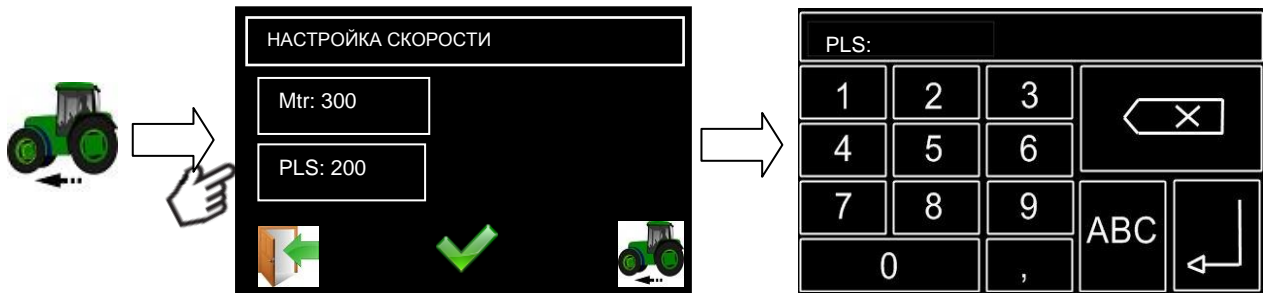 НАСТРОЙКА СКОРОСТИ
Mtr: 300
PLS: 200
PLS:
1 2 3
4 5 6
7 8 9 ABC
0 ,